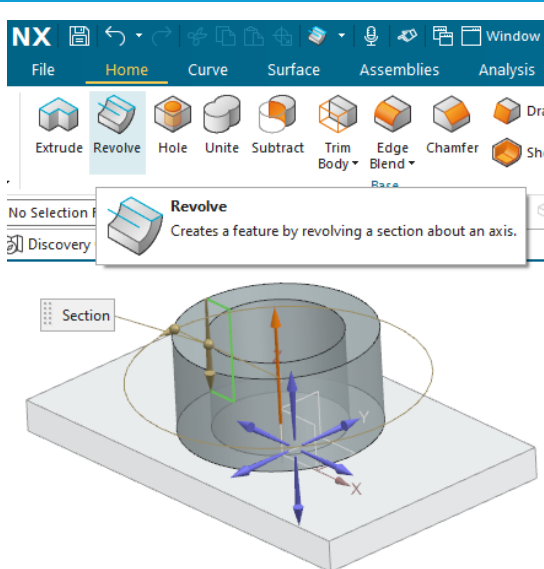 NX Window
File Home Curve Surface Assemblies Analysis
Extrude Revolve Hole Unite Subtract Trim Body Edge Blend Chamfer
Base
No Selection
Revolve
Creates a feature by revolving a section about an axis.
Discovery
Section
Y
X